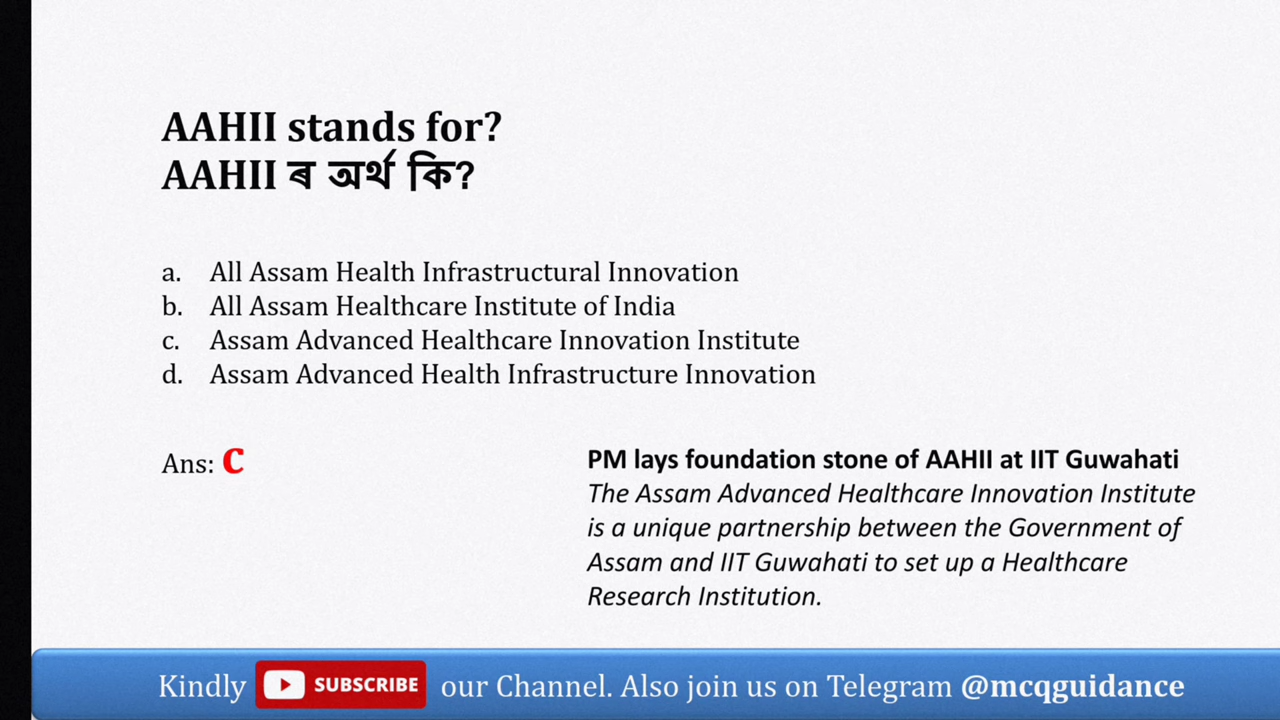 AAHII stands for?
AAHII ৰ অৰ্থ কি?
a. All Assam Health Infrastructural Innovation
b. All Assam Healthcare Institute of India
c. Assam Advanced Healthcare Innovation Institute
d. Assam Advanced Health Infrastructure Innovation
Ans: C
PM lays foundation stone of AAHII at IIT Guwahati
The Assam Advanced Healthcare Innovation Institute
is a unique partnership between the Government of
Assam and IIT Guwahati to set up a Healthcare
Research Institution.
Kindly SUBSCRIBE our Channel. Also join us on Telegram @mcqguidance